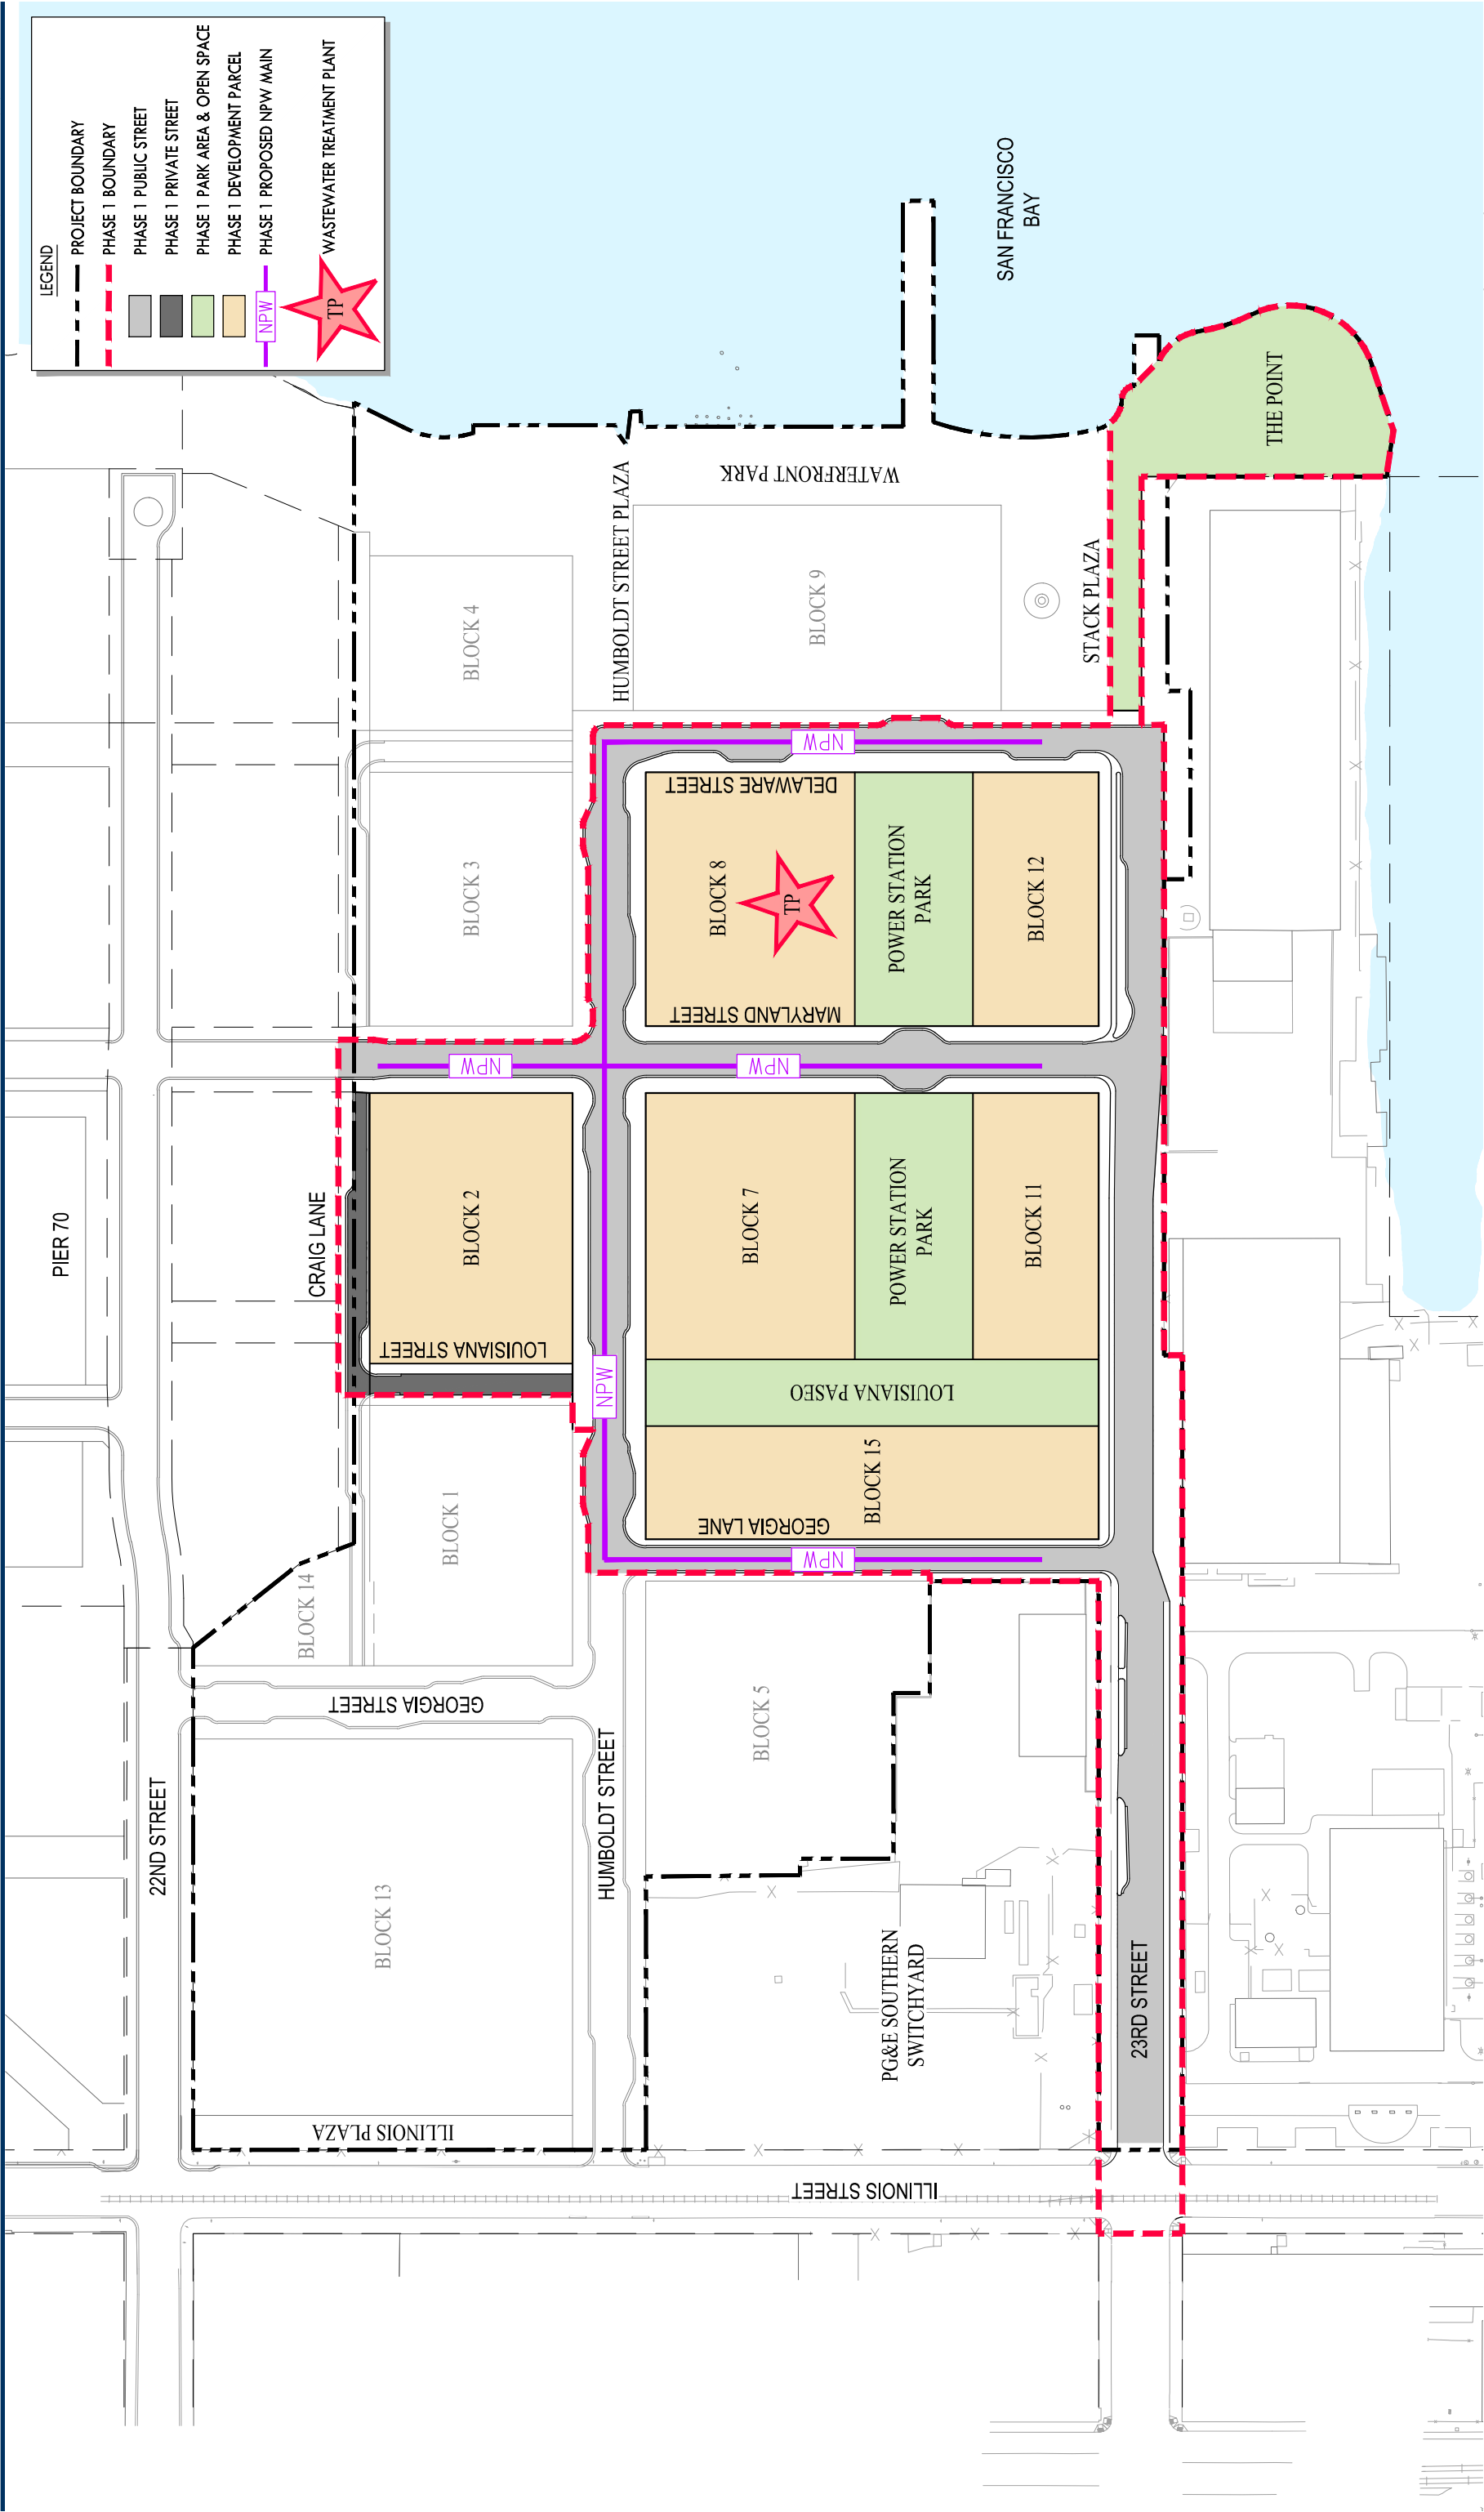 LEGEND
PROJECT BOUNDARY
PHASE 1 BOUNDARY
PHASE 1 PUBLIC STREET
PHASE 1 PRIVATE STREET
PHASE 1 PARK AREA & OPEN SPACE
PHASE 1 DEVELOPMENT PARCEL
NPW
PHASE 1 PROPOSED NPW MAIN
TP
WASTEWATER TREATMENT PLANT
PIER 70
22ND STREET
CRAIG LANE
BLOCK 14
GEORGIA STREET
BLOCK 13
ILLINOIS PLAZA
BLOCK 1
LOUISIANA STREET
BLOCK 2
NPW
BLOCK 3
BLOCK 4
HUMBOLDT STREET
NPW
HUMBOLDT STREET PLAZA
BLOCK 5
GEORGIA LANE
NPW
BLOCK 15
LOUISIANA PASEO
BLOCK 7
NPW
MARYLAND STREET
BLOCK 8
TP
DELAWARE STREET
NPW
BLOCK 9
WATERFRONT PARK
POWER STATION
PARK
POWER STATION
PARK
BLOCK 11
BLOCK 12
STACK PLAZA
SAN FRANCISCO
BAY
THE POINT
PG&E SOUTHERN
SWITCHYARD
ILLINOIS STREET
23RD STREET